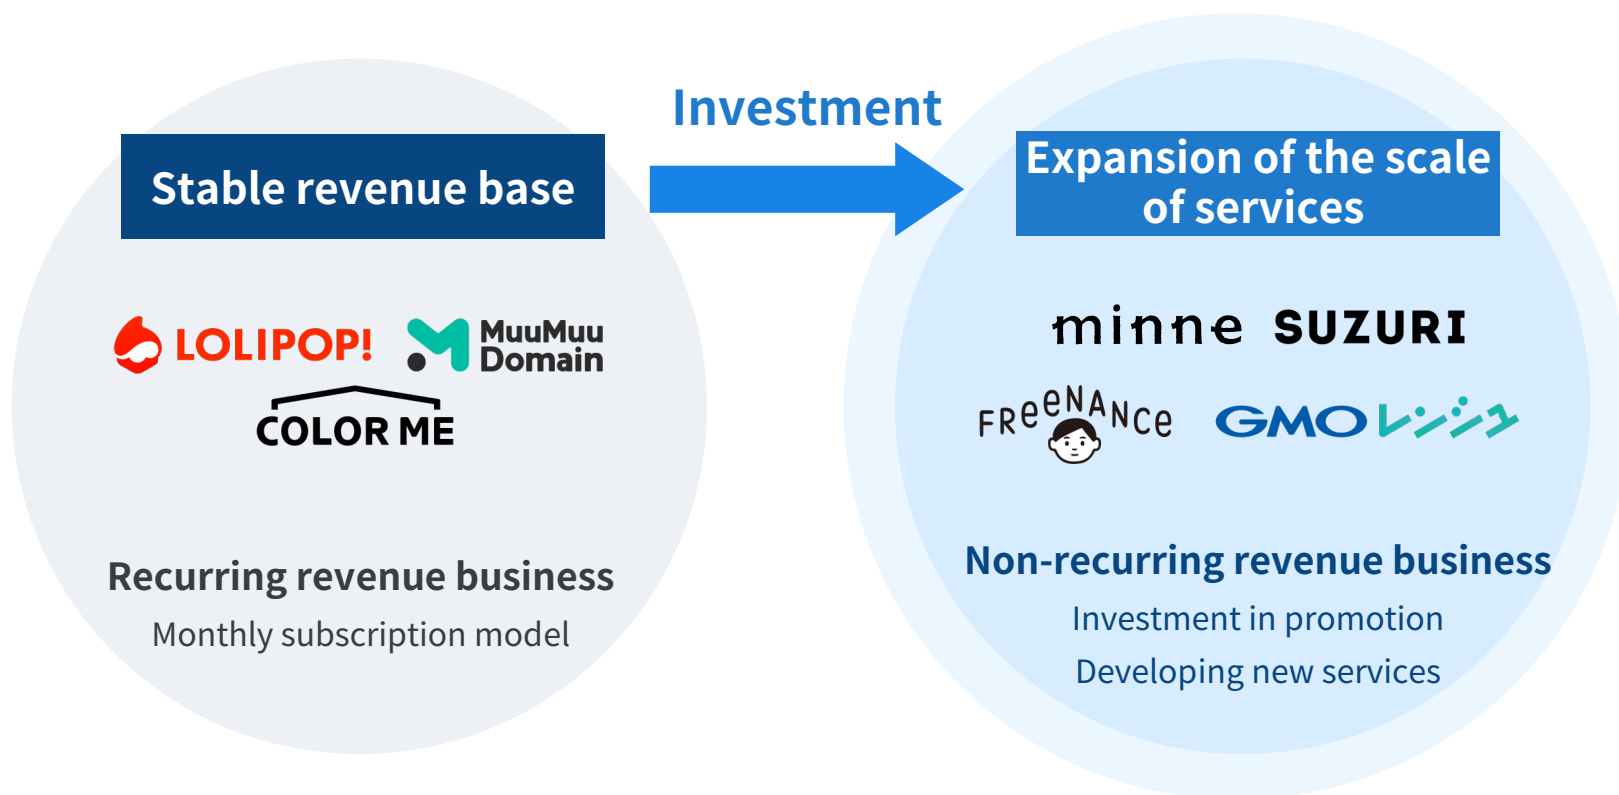 Investment
Stable revenue base
Expansion of the scale
of services
LOLIPOP!
MuuMuu
Domain
COLOR ME
minne
SUZURI
FReeNANCe
GMO レンシュ
Recurring revenue business
Monthly subscription model
Non-recurring revenue business
Investment in promotion
Developing new services